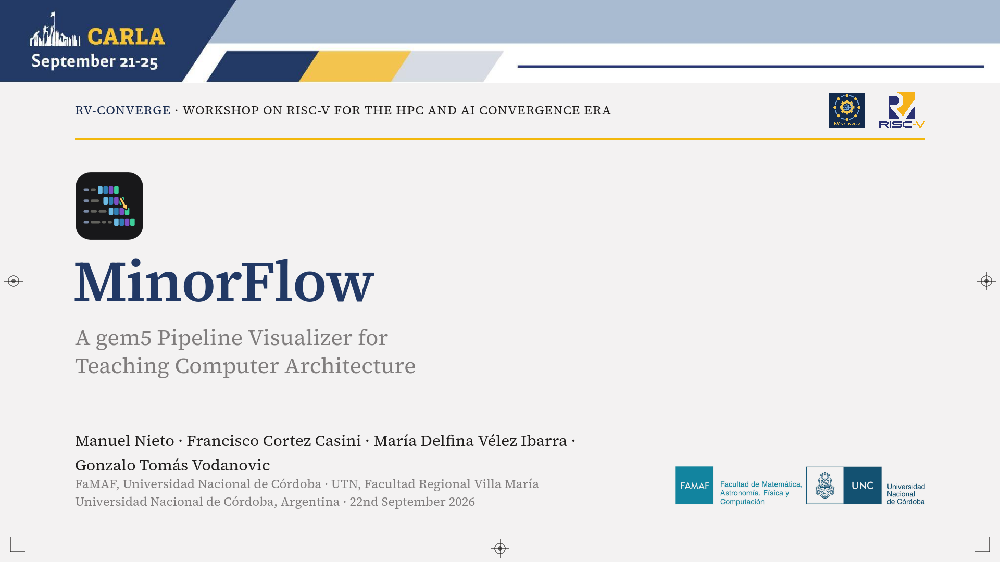 CARLA
September 21-25
RV-CONVERGE · WORKSHOP ON RISC-V FOR THE HPC AND AI CONVERGENCE ERA
AI
RV-Converge
RISC-V
MinorFlow
A gem5 Pipeline Visualizer for
Teaching Computer Architecture
Manuel Nieto · Francisco Cortez Casini · María Delfina Vélez Ibarra ·
Gonzalo Tomás Vodanovic
FaMAF, Universidad Nacional de Córdoba · UTN, Facultad Regional Villa María
Universidad Nacional de Córdoba, Argentina · 22nd September 2026
FAMAF
Facultad de Matemática,
Astronomía, Física y
Computación
UNC
Universidad
Nacional
de Córdoba